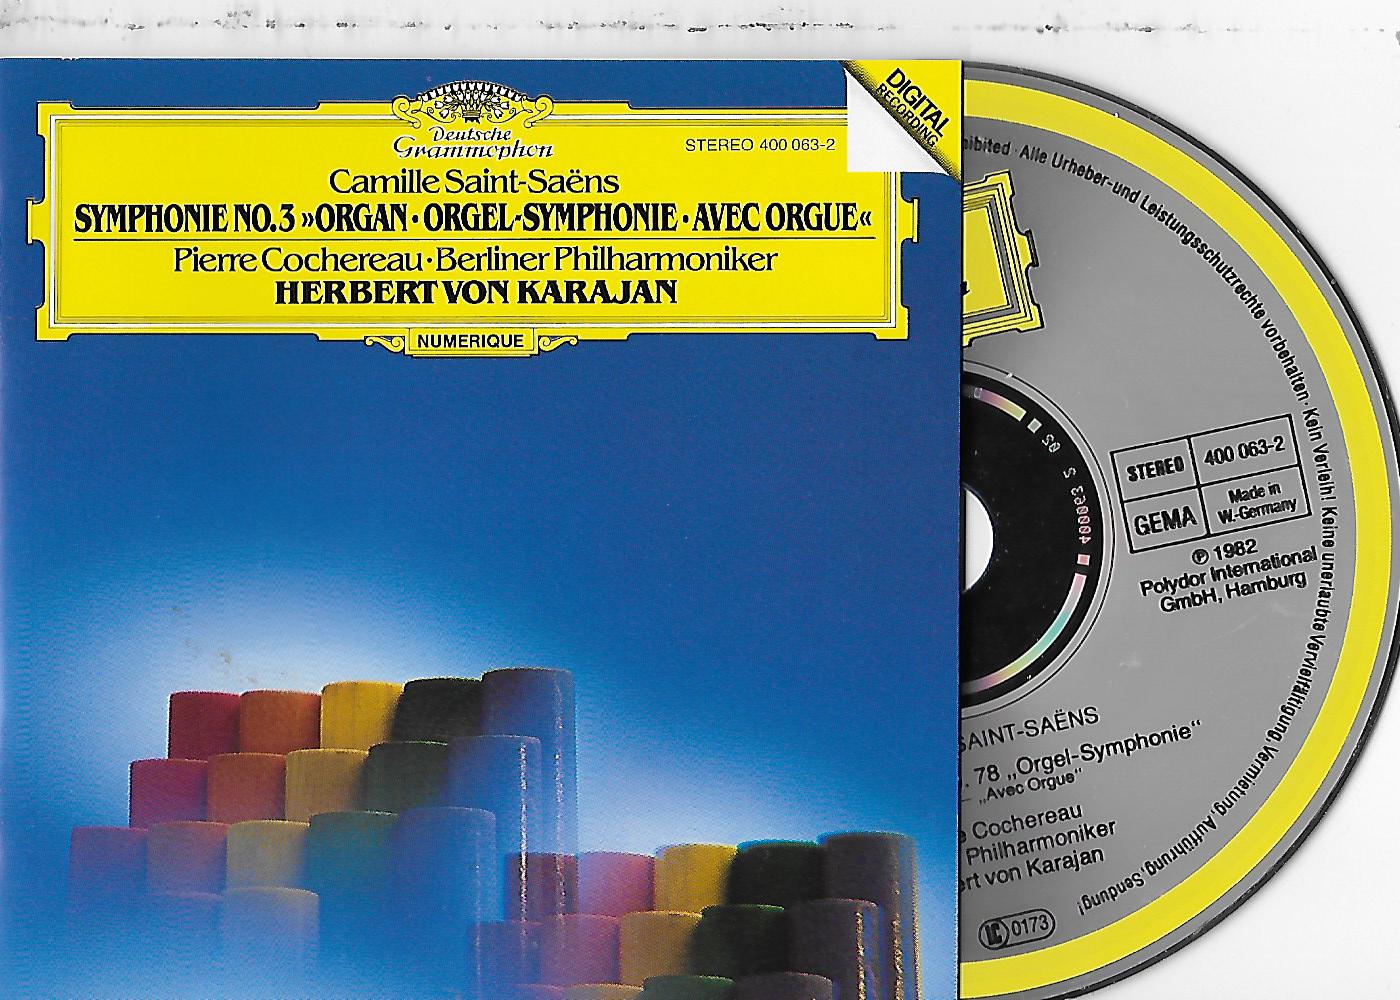 DIGITAL
RECORDING
Deutsche
Grammophon
STEREO 400 063-2
Camille Saint-Saëns
SYMPHONIE NO.3 »ORGAN · ORGEL-SYMPHONIE · AVEC ORGUE«
Pierre Cochereau · Berliner Philharmoniker
HERBERT VON KARAJAN
NUMERIQUE
Alle Urheber- und Leistungsschutzrechte vorbehalten · Kein Verleih! Keine unerlaubte Vervielfältigung, Vermietung, Aufführung, Sendung!
STEREO 400 063-2
GEMA Made in
W.-Germany
℗ 1982
Polydor International
GmbH, Hamburg
SAINT-SAËNS
. 78 „Orgel-Symphonie“
„Avec Orgue“
Cochereau
Philharmoniker
von Karajan
LC 0173